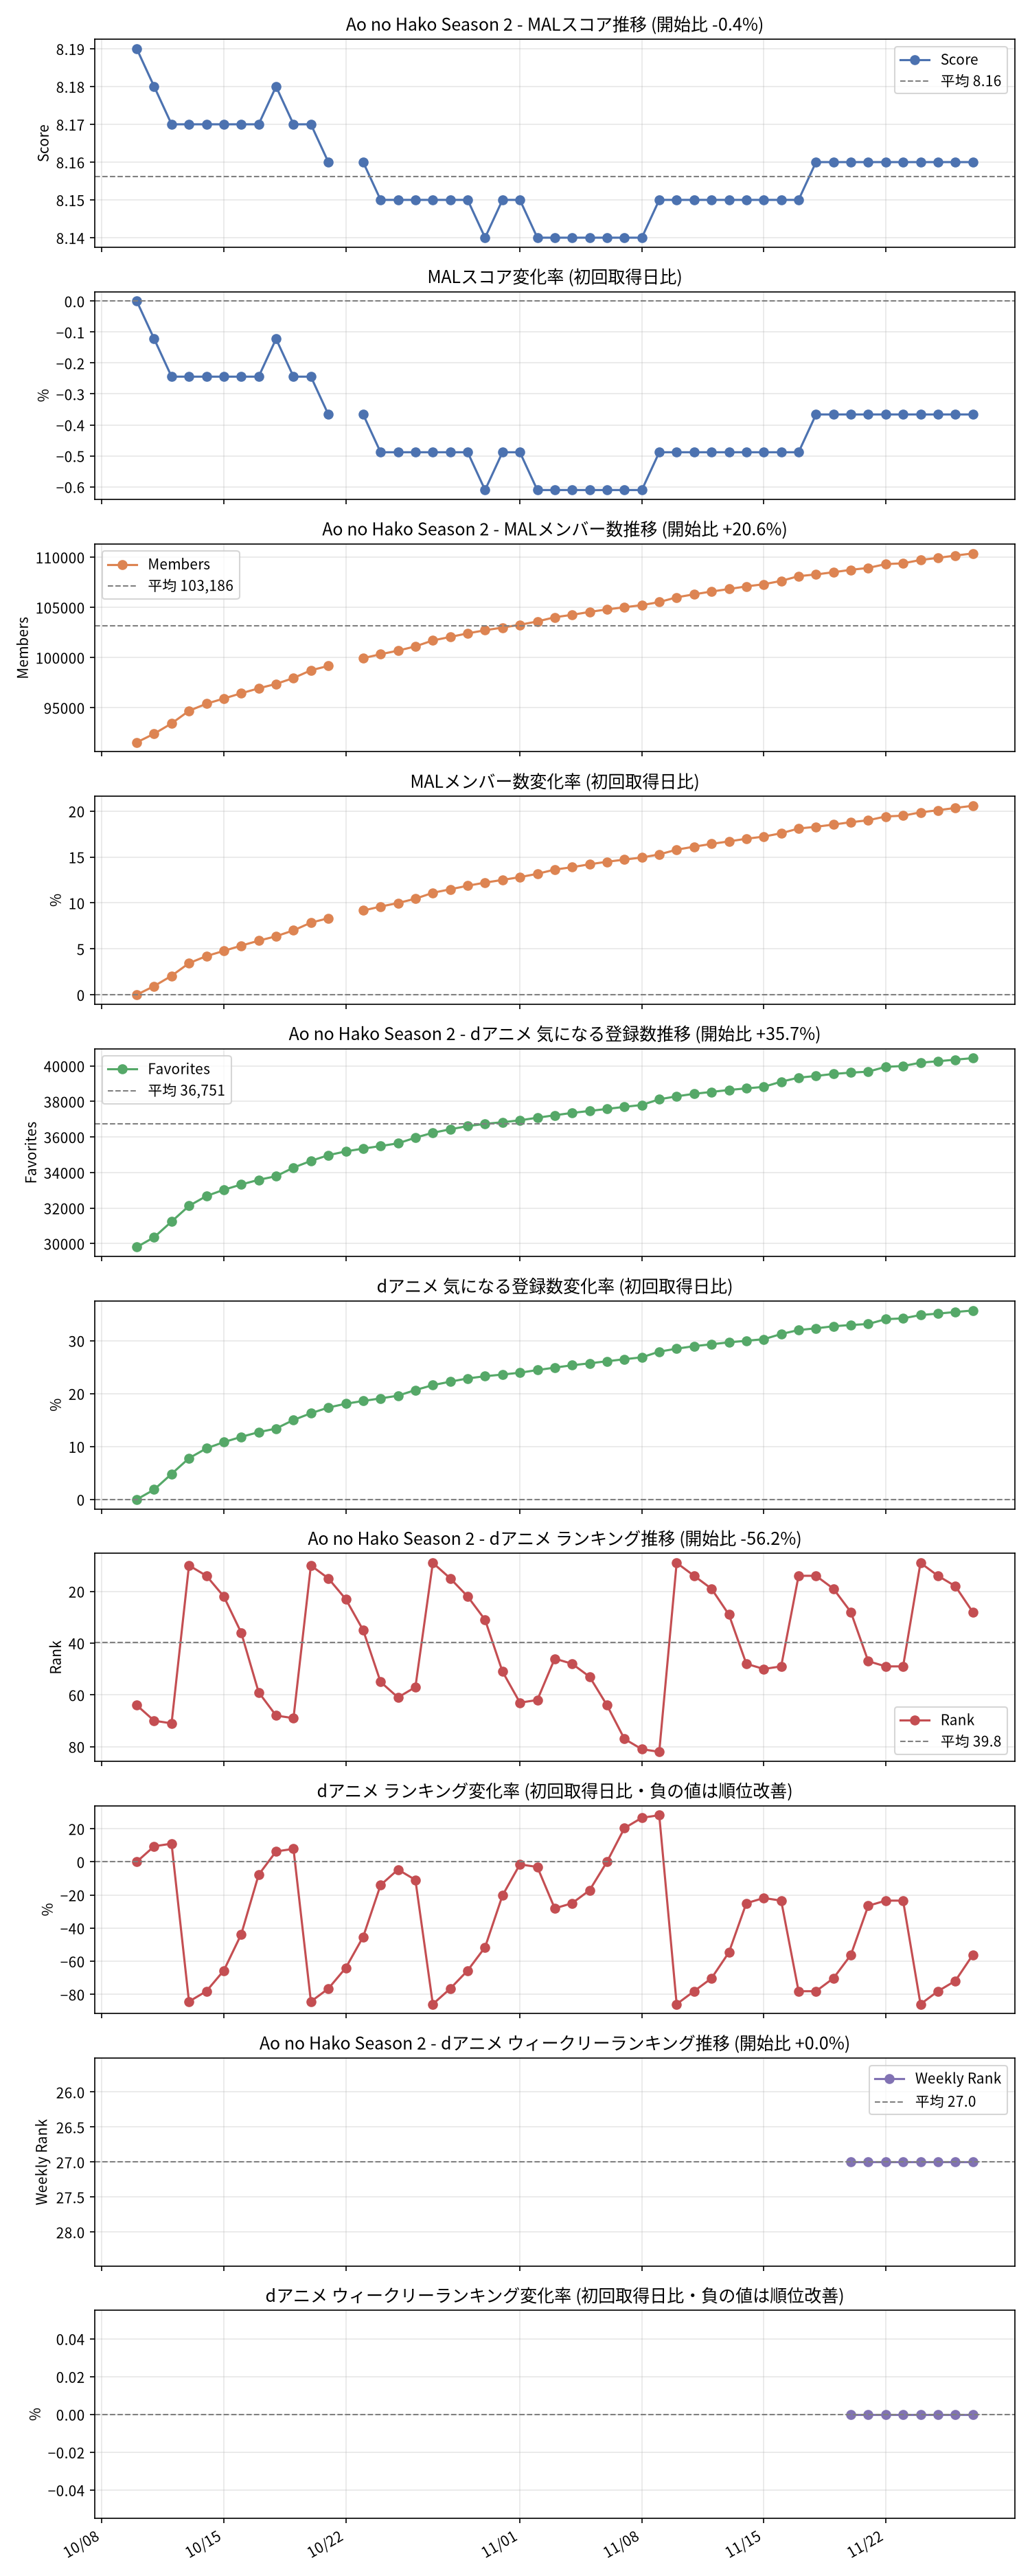 Ao no Hako Season 2 - MALスコア推移 (開始比 -0.4%)
8.19
8.18
8.17
8.16
8.15
8.14
Score
Score
平均 8.16
MALスコア変化率 (初回取得日比)
0.0
−0.1
−0.2
−0.3
−0.4
−0.5
−0.6
%
Ao no Hako Season 2 - MALメンバー数推移 (開始比 +20.6%)
110000
105000
100000
95000
Members
Members
平均 103,186
MALメンバー数変化率 (初回取得日比)
20
15
10
5
0
%
Ao no Hako Season 2 - dアニメ 気になる登録数推移 (開始比 +35.7%)
40000
38000
36000
34000
32000
30000
Favorites
Favorites
平均 36,751
dアニメ 気になる登録数変化率 (初回取得日比)
30
20
10
0
%
Ao no Hako Season 2 - dアニメ ランキング推移 (開始比 -56.2%)
20
40
60
80
Rank
Rank
平均 39.8
dアニメ ランキング変化率 (初回取得日比・負の値は順位改善)
20
0
−20
−40
−60
−80
%
Ao no Hako Season 2 - dアニメ ウィークリーランキング推移 (開始比 +0.0%)
26.0
26.5
27.0
27.5
28.0
Weekly Rank
Weekly Rank
平均 27.0
dアニメ ウィークリーランキング変化率 (初回取得日比・負の値は順位改善)
0.04
0.02
0.00
−0.02
−0.04
%
10/08
10/15
10/22
11/01
11/08
11/15
11/22